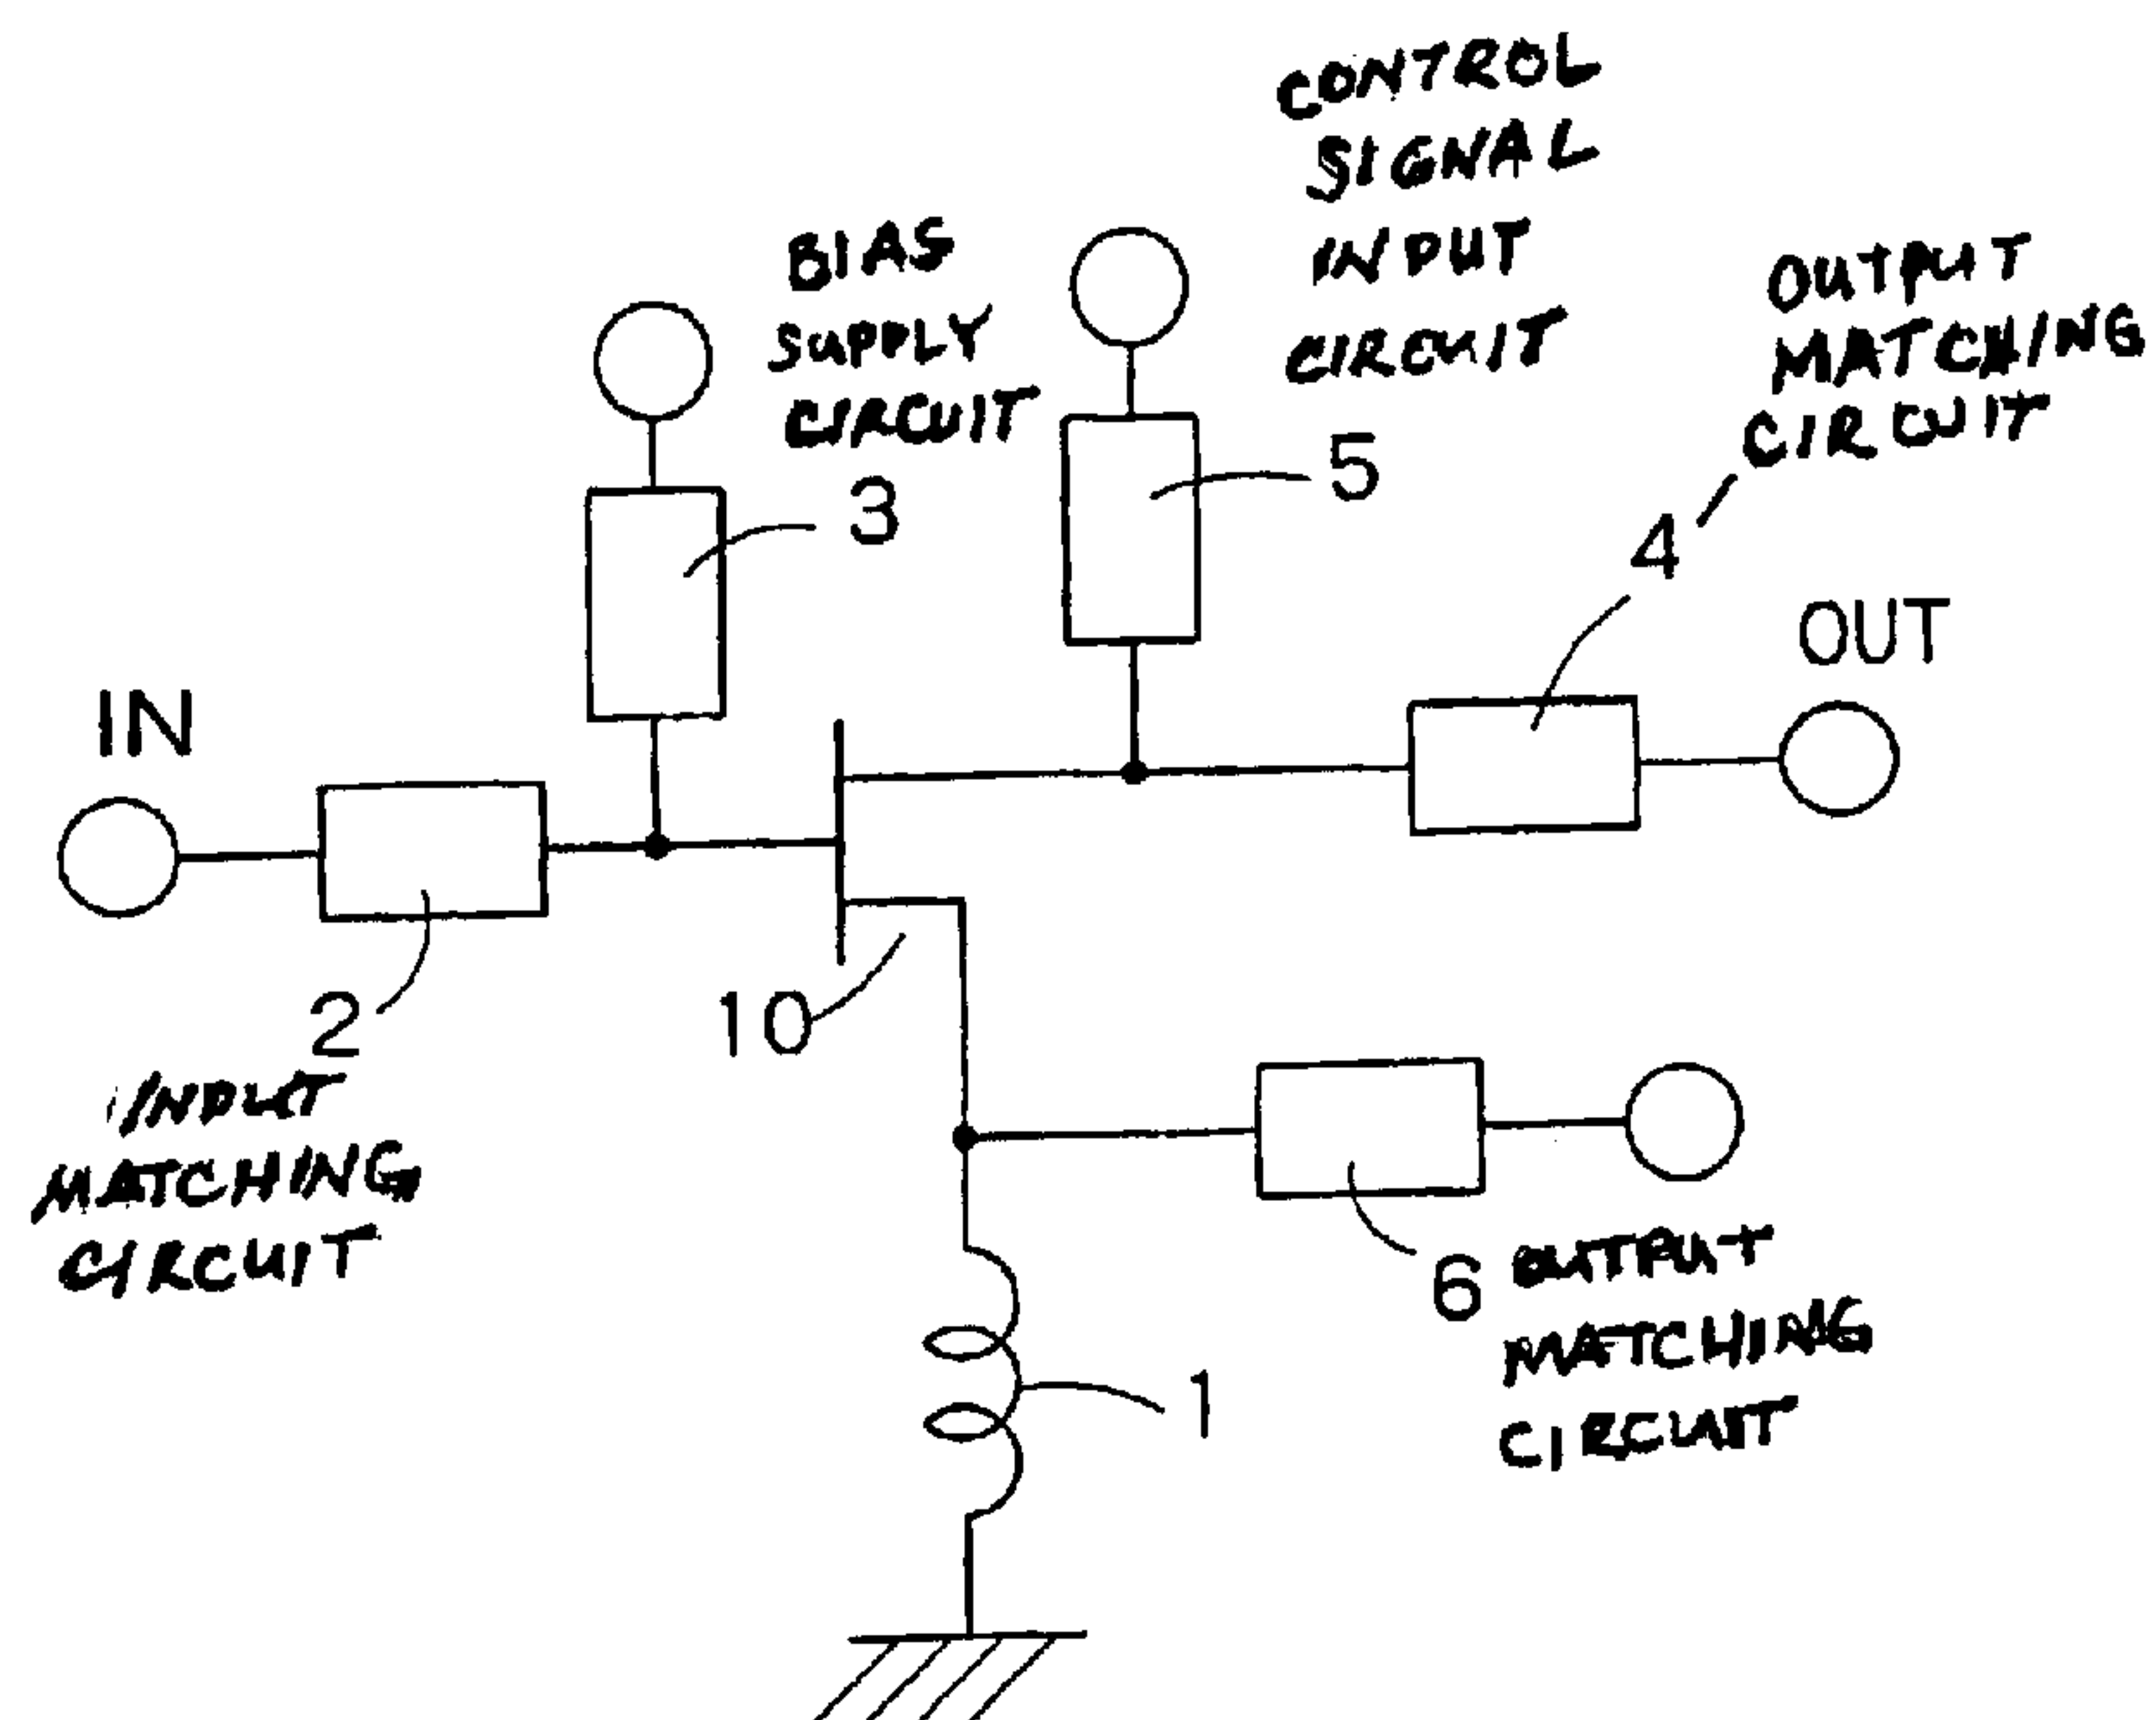 CONTROL
SIGNAL
INPUT
CIRCUIT
5
BIAS
SUPPLY
CIRCUIT
3
OUTPUT
MATCHING
CIRCUIT
4
OUT
IN
2
INPUT
MATCHING
CIRCUIT
10
6 OUTPUT
MATCHING
CIRCUIT
1